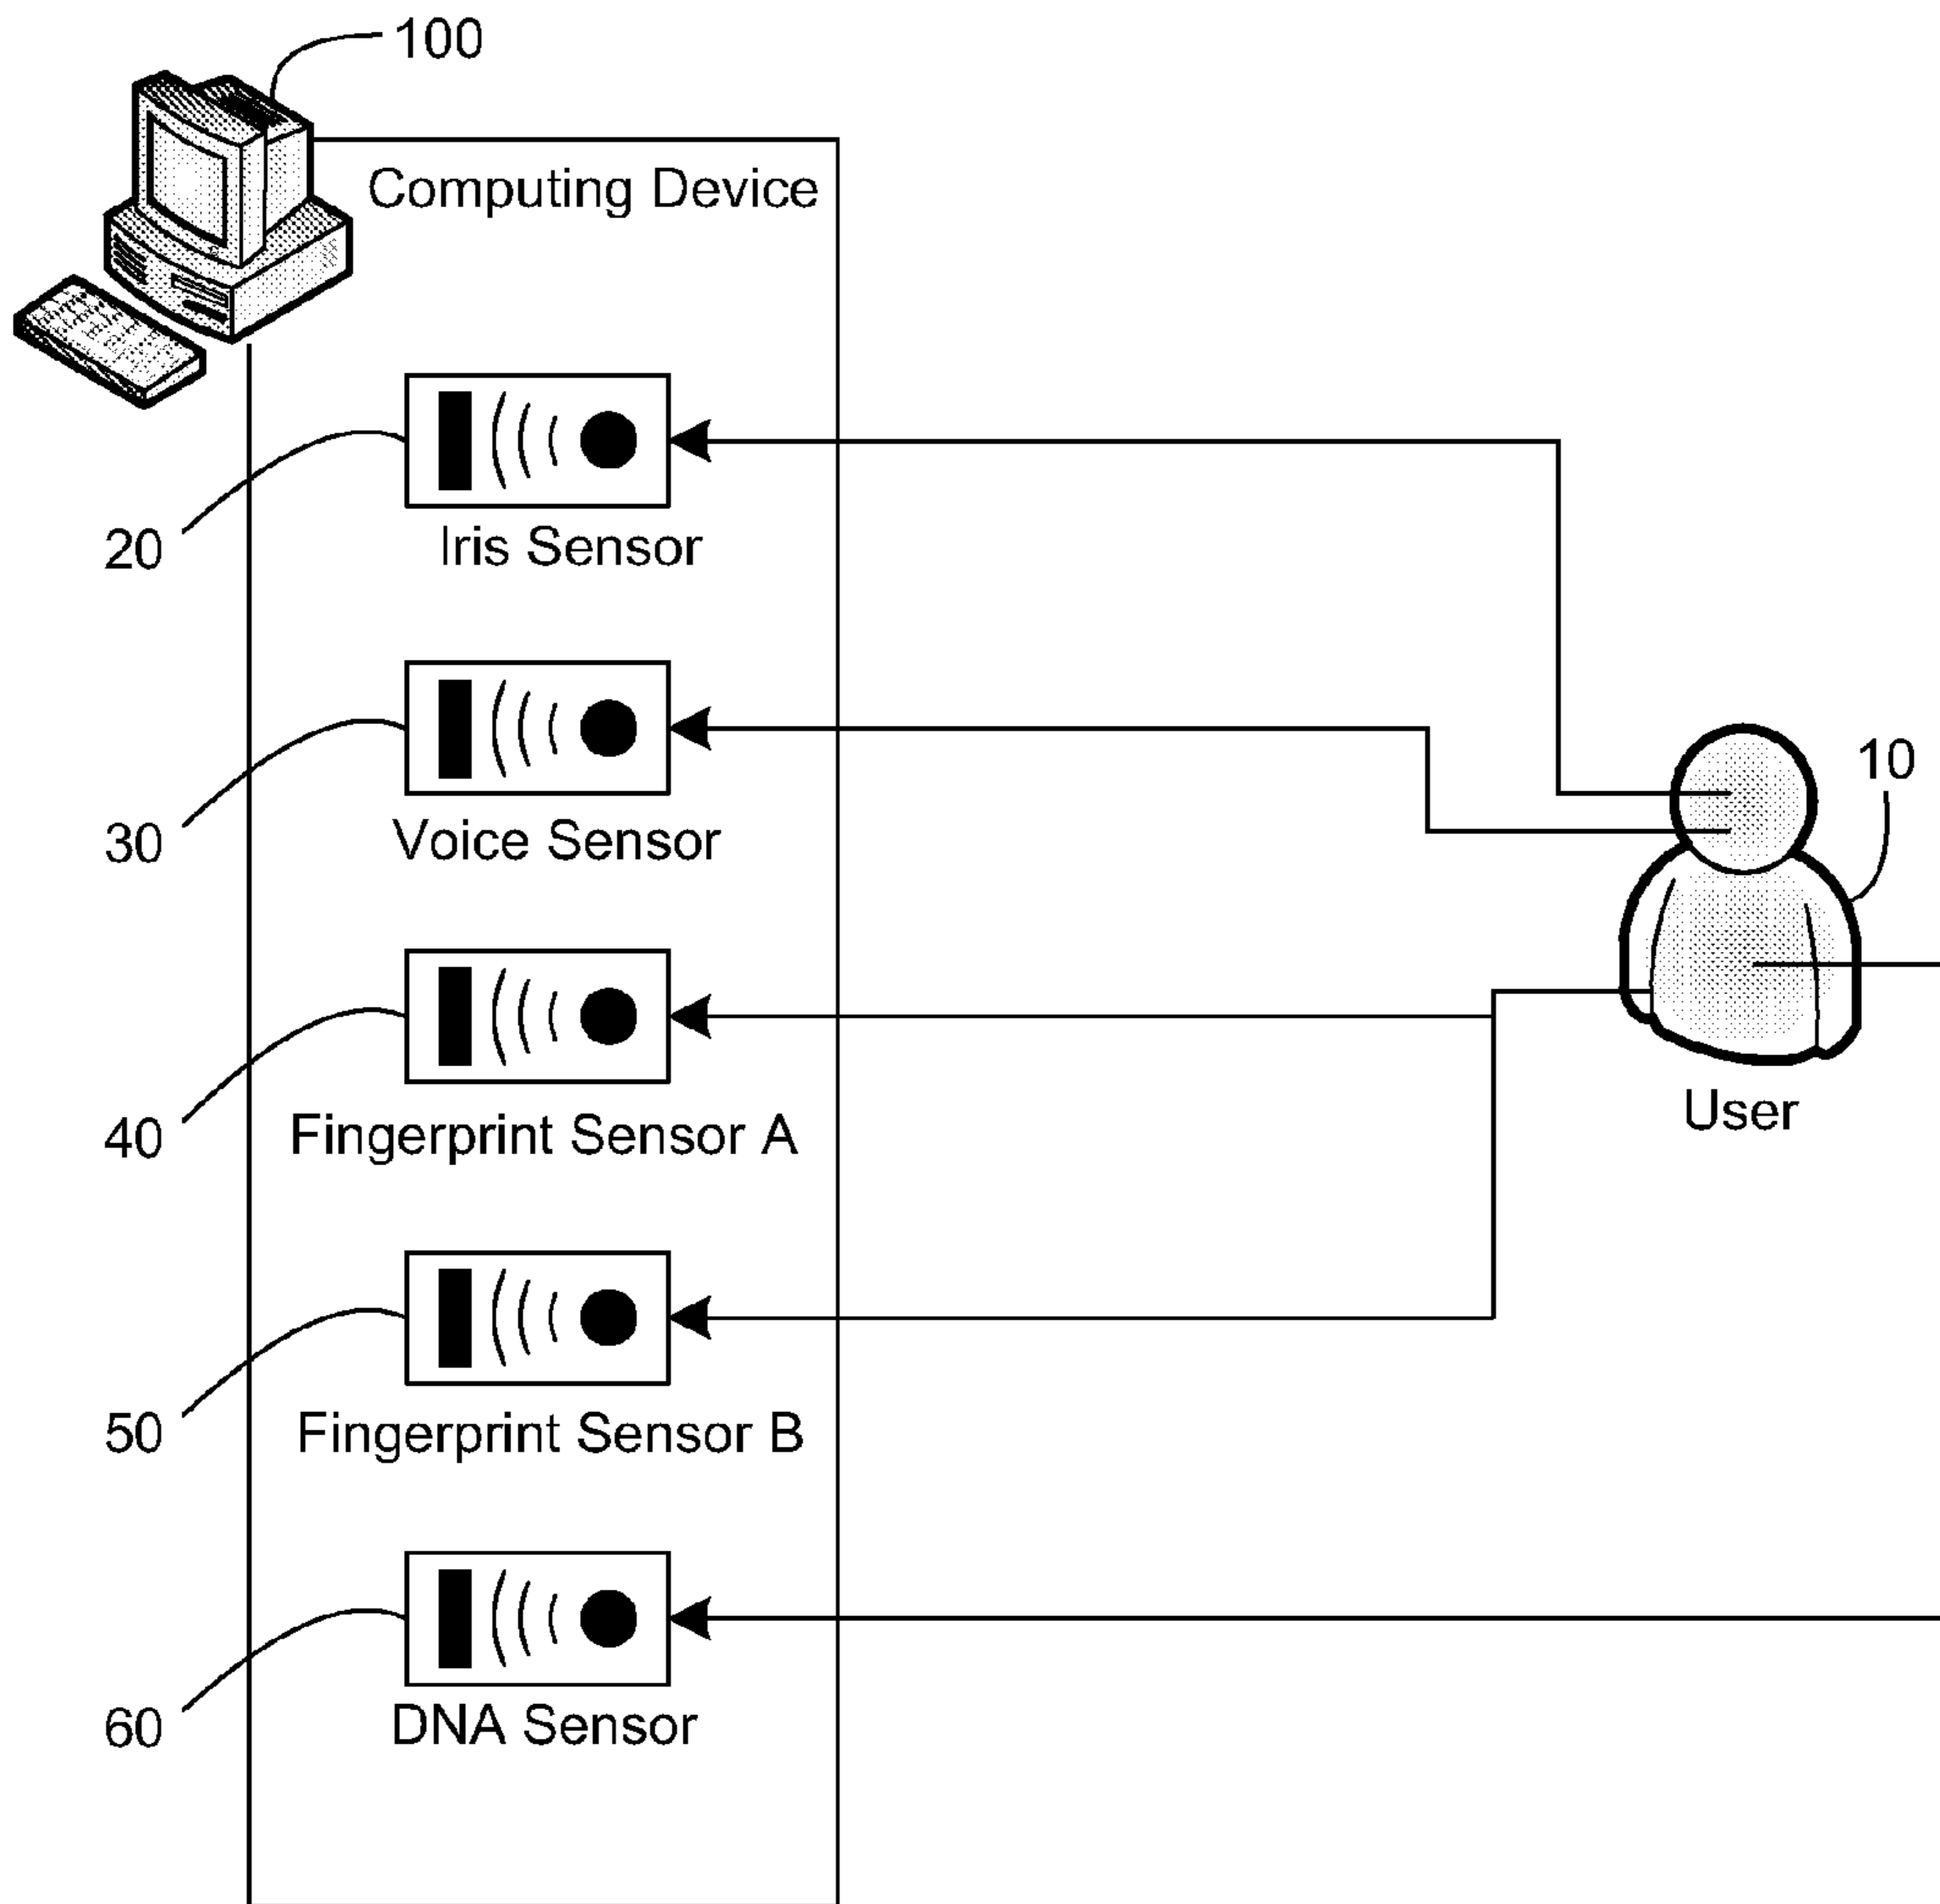 100
Computing Device
20
Iris Sensor
30
Voice Sensor
10
User
40
Fingerprint Sensor A
50
Fingerprint Sensor B
60
DNA Sensor